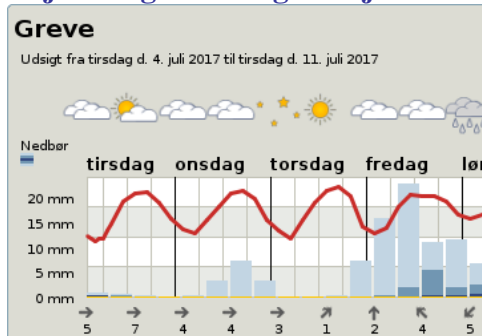 Greve
Udsigt fra tirsdag d. 4. juli 2017 til tirsdag d. 11. juli 2017
Nedbør
tirsdag onsdag torsdag fredag
20 mm
15 mm
10 mm
5 mm
0 mm
5 7 4 4 3 1 2 4 5